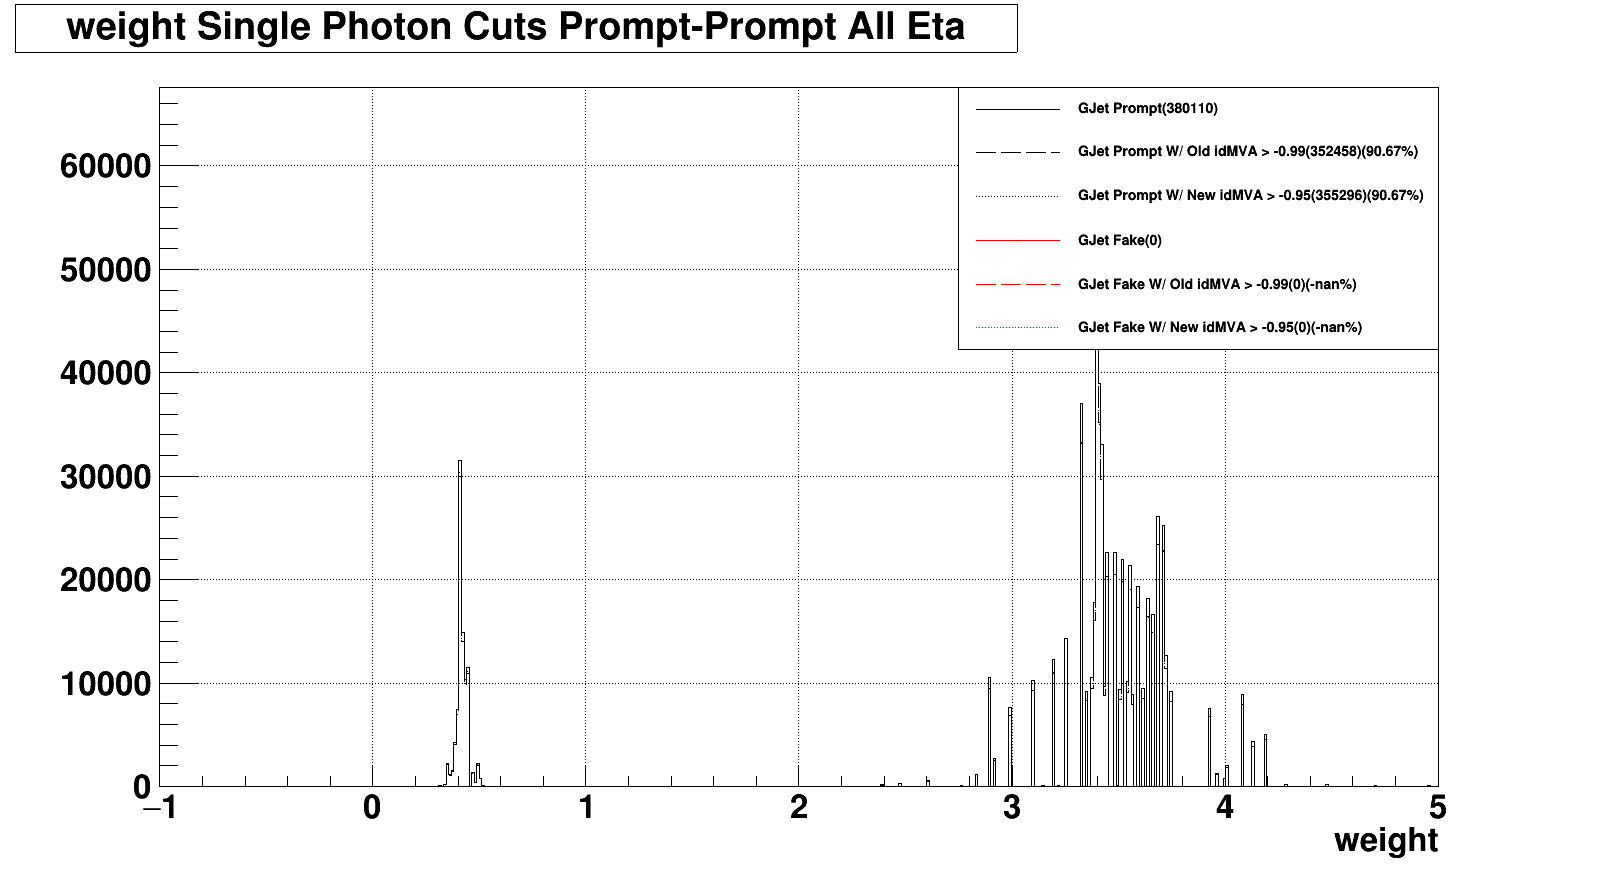 weight Single Photon Cuts Prompt-Prompt All Eta
GJet Prompt(380110)
GJet Prompt W/ Old idMVA > -0.99(352458)(90.67%)
GJet Prompt W/ New idMVA > -0.95(355296)(90.67%)
GJet Fake(0)
GJet Fake W/ Old idMVA > -0.99(0)(-nan%)
GJet Fake W/ New idMVA > -0.95(0)(-nan%)
60000
50000
40000
30000
20000
10000
0
−1 0 1 2 3 4 5
weight